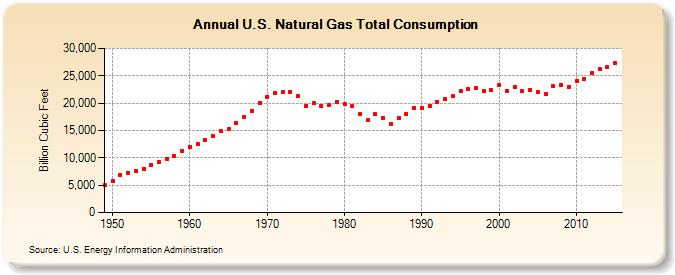 Annual U.S. Natural Gas Total Consumption
Billion Cubic Feet
30,000
25,000
20,000
15,000
10,000
5,000
0
1950 1960 1970 1980 1990 2000 2010
Source: U.S. Energy Information Administration